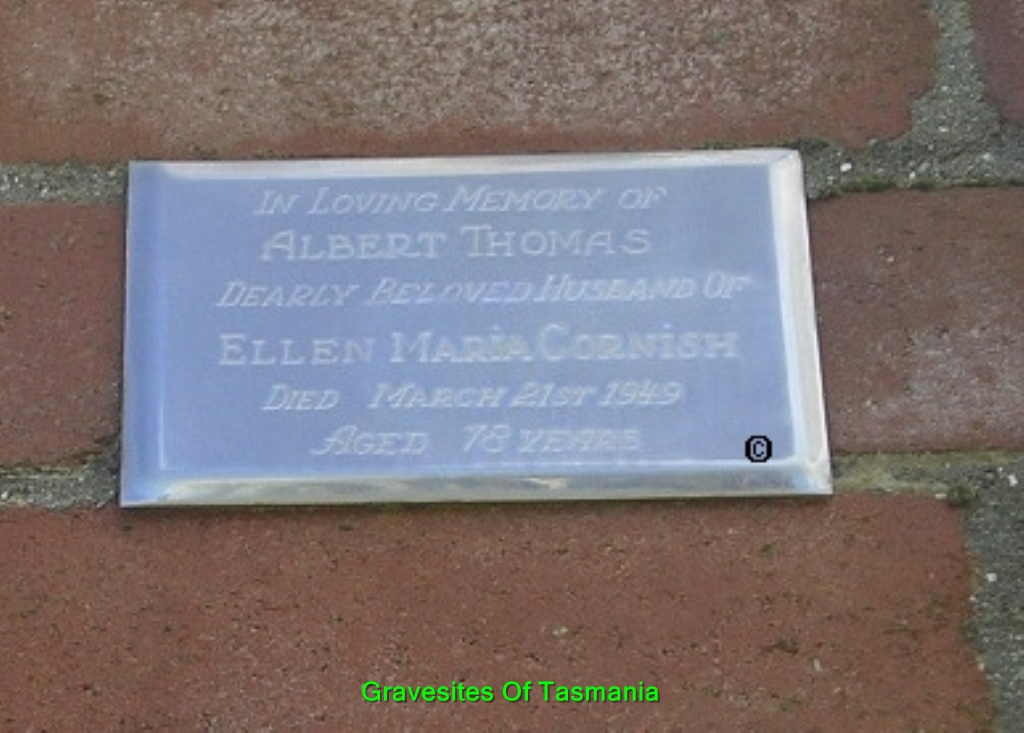 IN LOVING MEMORY OF
ALBERT THOMAS
DEARLY BELOVED HUSBAND OF
ELLEN MARIA CORNISH
DIED MARCH 21ST 1949
AGED 78 YEARS
©
Gravesites Of Tasmania